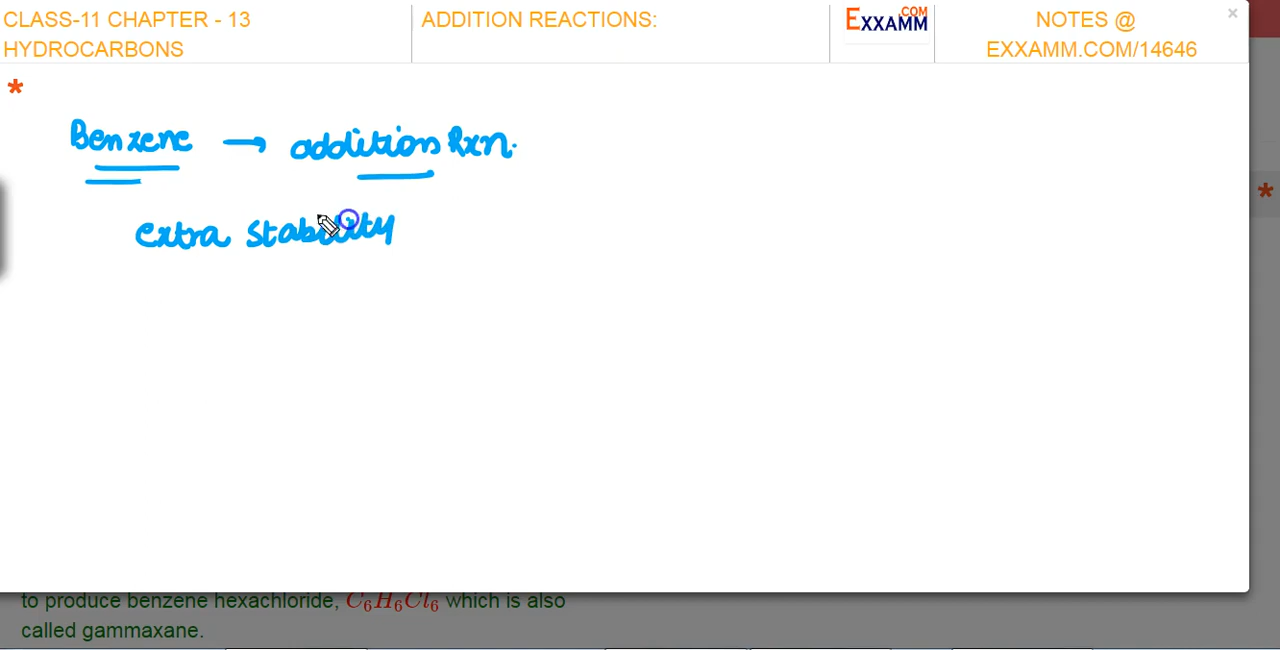 CLASS-11 CHAPTER - 13
HYDROCARBONS
ADDITION REACTIONS:
EXXAMM
.COM
NOTES @
EXXAMM.COM/14646
×
*
Benzene → addition Rxn.
*
extra stability
to produce benzene hexachloride, C₆H₆Cl₆ which is also
called gammaxane.